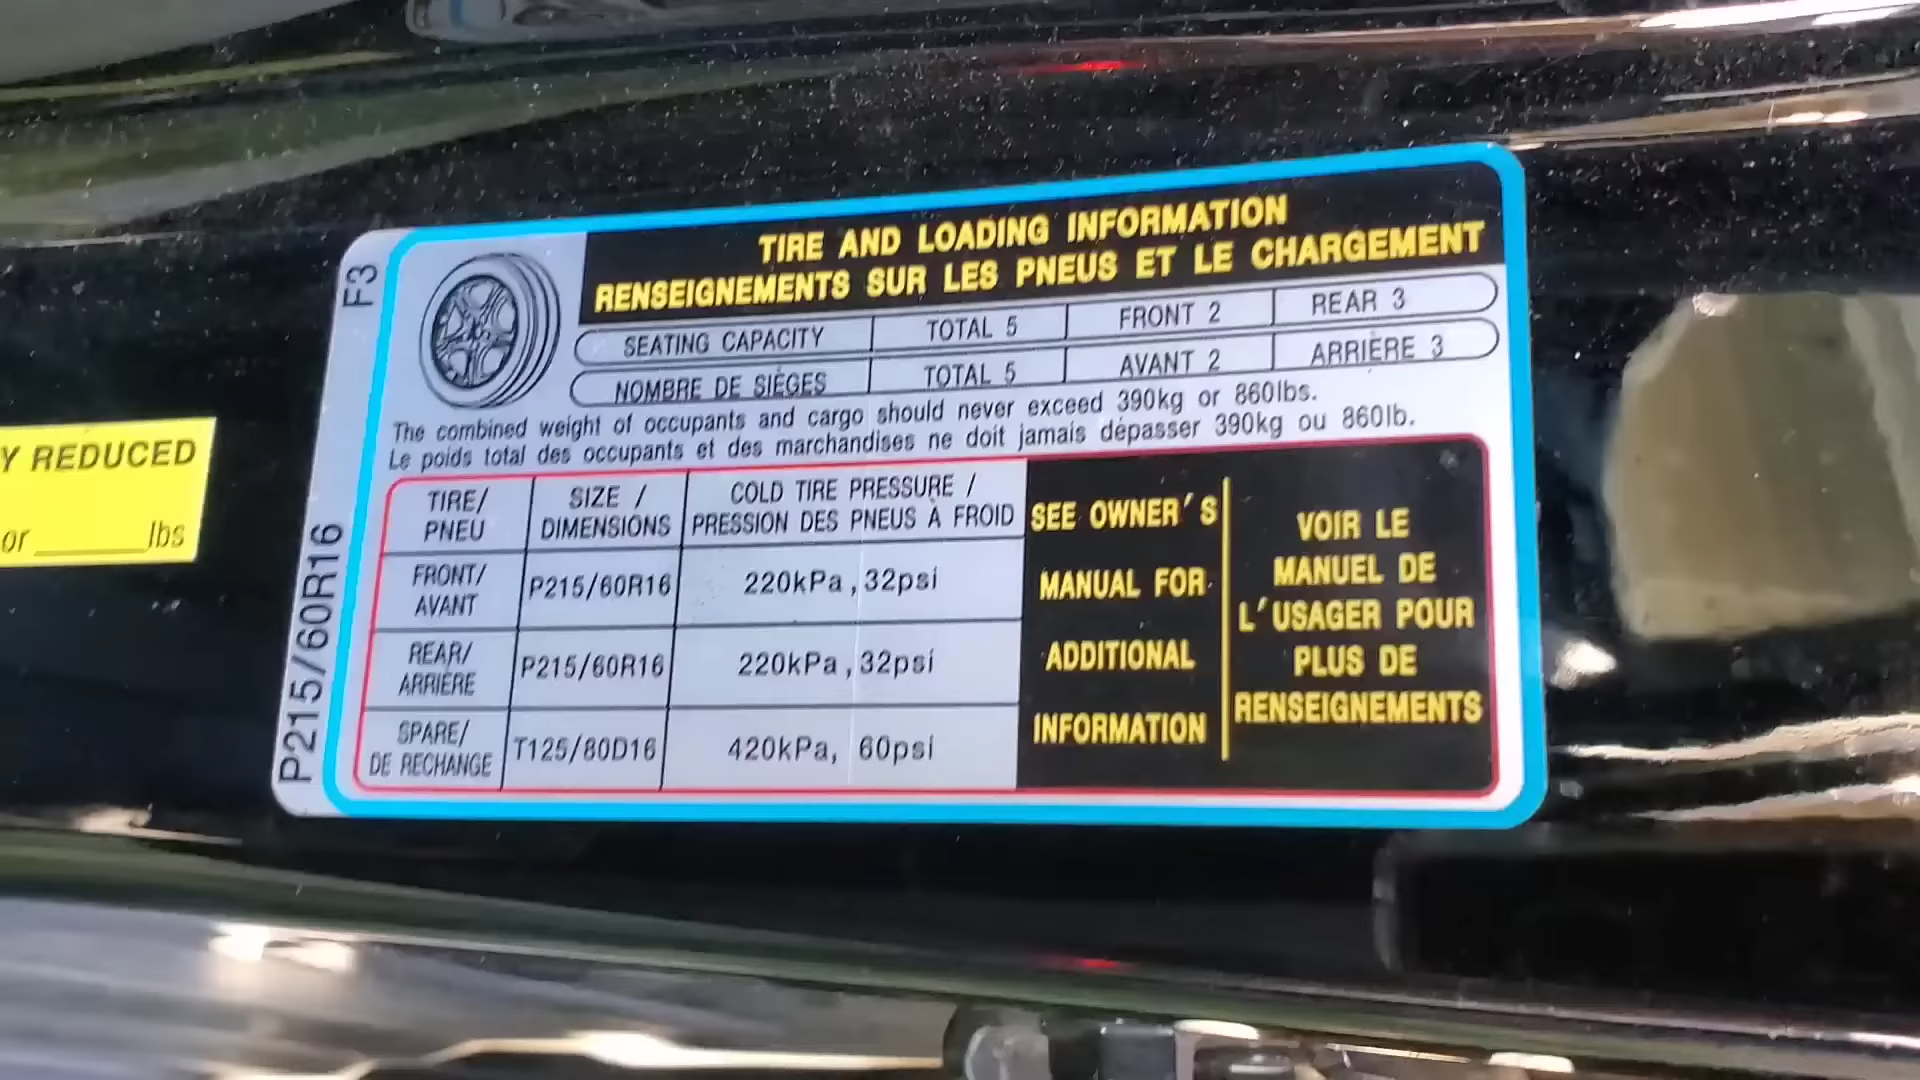 TIRE AND LOADING INFORMATION
RENSEIGNEMENTS SUR LES PNEUS ET LE CHARGEMENT
SEATING CAPACITY TOTAL 5 FRONT 2 REAR 3
NOMBRE DE SIÈGES TOTAL 5 AVANT 2 ARRIÈRE 3
The combined weight of occupants and cargo should never exceed 390kg or 860lbs.
Le poids total des occupants et des marchandises ne doit jamais dépasser 390kg ou 860lb.
TIRE/
PNEU
SIZE /
DIMENSIONS
COLD TIRE PRESSURE /
PRESSION DES PNEUS À FROID
FRONT/
AVANT
P215/60R16
220kPa, 32psi
REAR/
ARRIÈRE
P215/60R16
220kPa, 32psi
SPARE/
DE RECHANGE
T125/80D16
420kPa, 60psi
SEE OWNER'S
MANUAL FOR
ADDITIONAL
INFORMATION
VOIR LE
MANUEL DE
L'USAGER POUR
PLUS DE
RENSEIGNEMENTS
P215/60R16
F3
Y REDUCED
or ______lbs